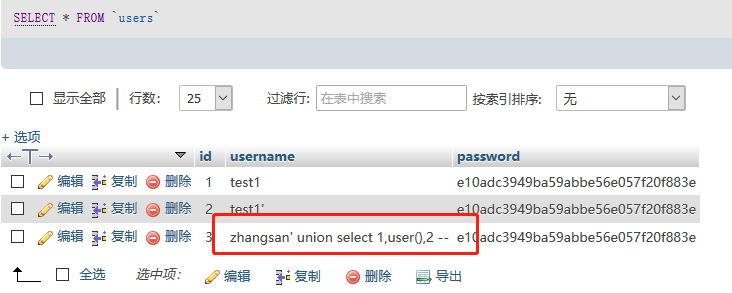 SELECT * FROM `users`
显示全部 行数: 25 过滤行: 在表中搜索 按索引排序: 无
+ 选项
←T→ id username password
编辑 复制 删除 1 test1 e10adc3949ba59abbe56e057f20f883e
编辑 复制 删除 2 test1' e10adc3949ba59abbe56e057f20f883e
编辑 复制 删除 3 zhangsan' union select 1,user(),2 -- e10adc3949ba59abbe56e057f20f883e
全选 选中项: 编辑 复制 删除 导出